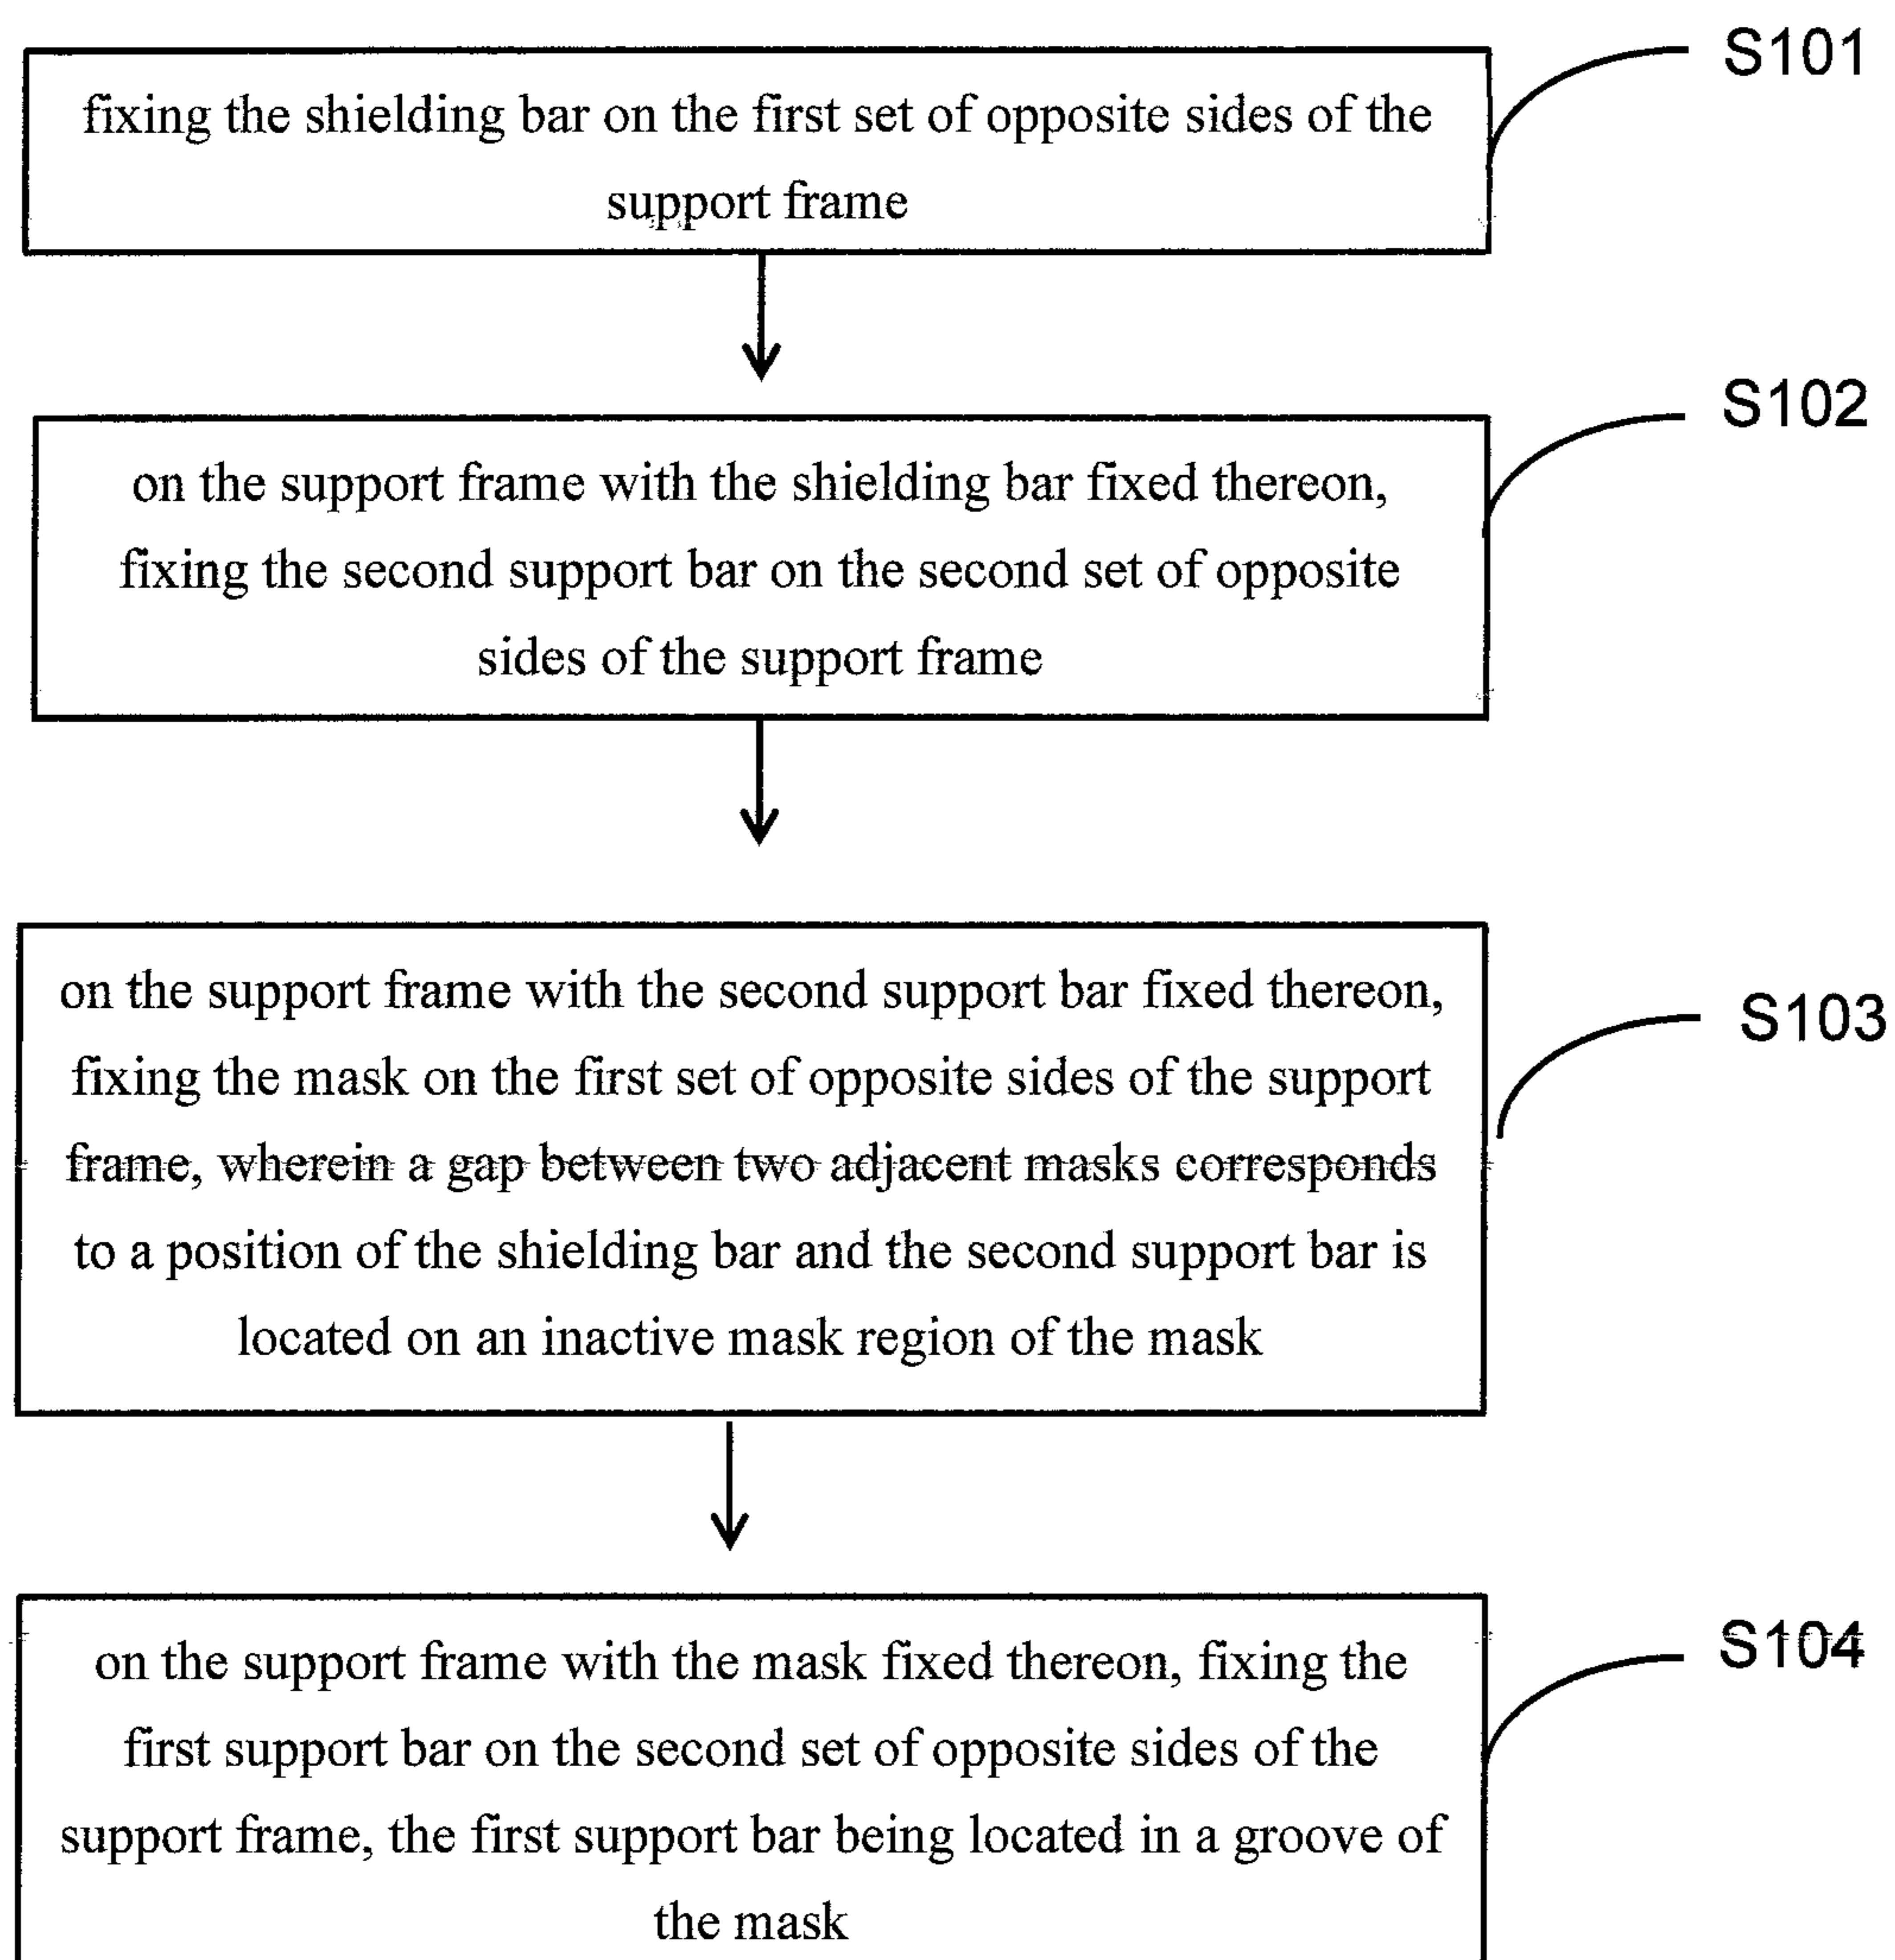 S101
fixing the shielding bar on the first set of opposite sides of the
support frame
S102
on the support frame with the shielding bar fixed thereon,
fixing the second support bar on the second set of opposite
sides of the support frame
S103
on the support frame with the second support bar fixed thereon,
fixing the mask on the first set of opposite sides of the support
frame, wherein a gap between two adjacent masks corresponds
to a position of the shielding bar and the second support bar is
located on an inactive mask region of the mask
S104
on the support frame with the mask fixed thereon, fixing the
first support bar on the second set of opposite sides of the
support frame, the first support bar being located in a groove of
the mask